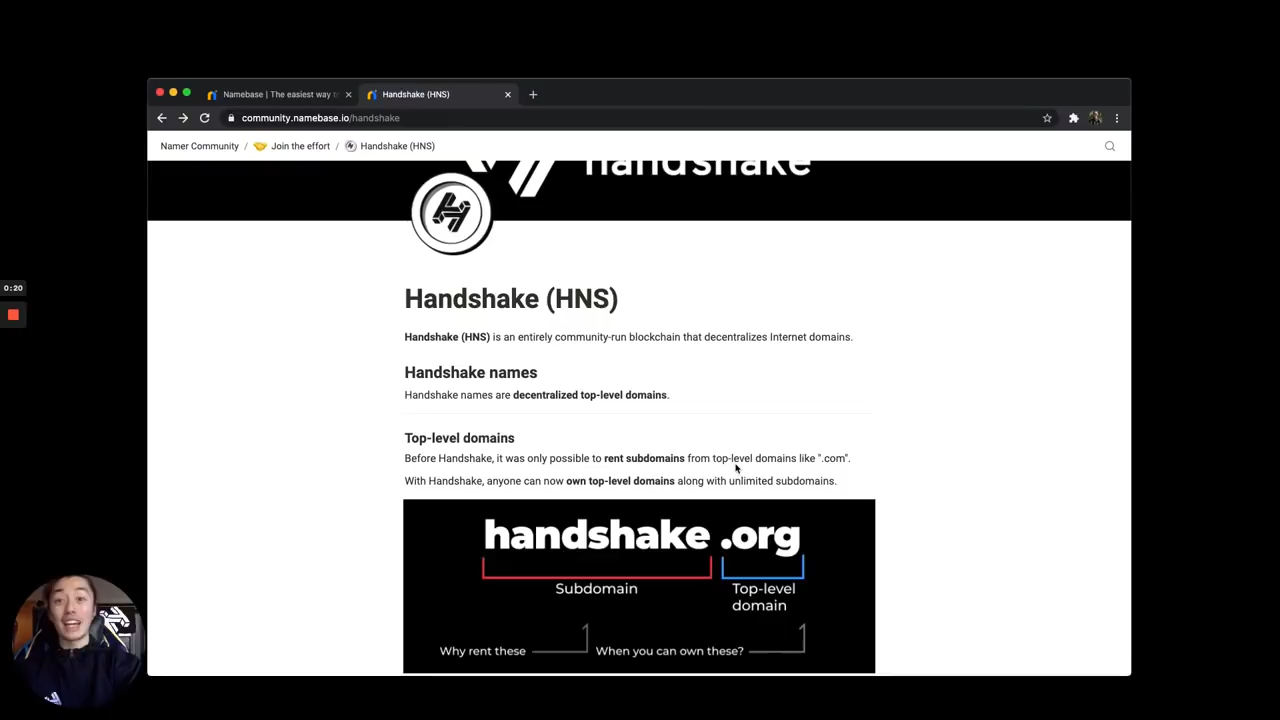 Namebase | The easiest way t
Handshake (HNS)
community.namebase.io/handshake
Namer Community / Join the effort / Handshake (HNS)
handshake
0:20
Handshake (HNS)
Handshake (HNS) is an entirely community-run blockchain that decentralizes Internet domains.
Handshake names
Handshake names are decentralized top-level domains.
Top-level domains
Before Handshake, it was only possible to rent subdomains from top-level domains like ".com".
With Handshake, anyone can now own top-level domains along with unlimited subdomains.
handshake .org
Subdomain
Top-level
domain
Why rent these
When you can own these?